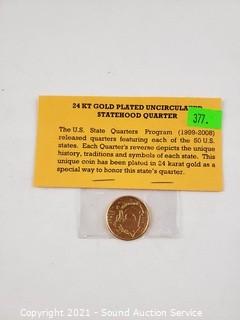 24 KT GOLD PLATED UNCIRCULATED
STATEHOOD QUARTER
377.
The U.S. State Quarters Program (1999-2008)
released quarters featuring each of the 50 U.S.
states. Each Quarter's reverse depicts the unique
history, traditions and symbols of each state. This
unique coin has been plated in 24 karat gold as a
special way to honor this state's quarter.
© Copyright 2021 - Sound Auction Service